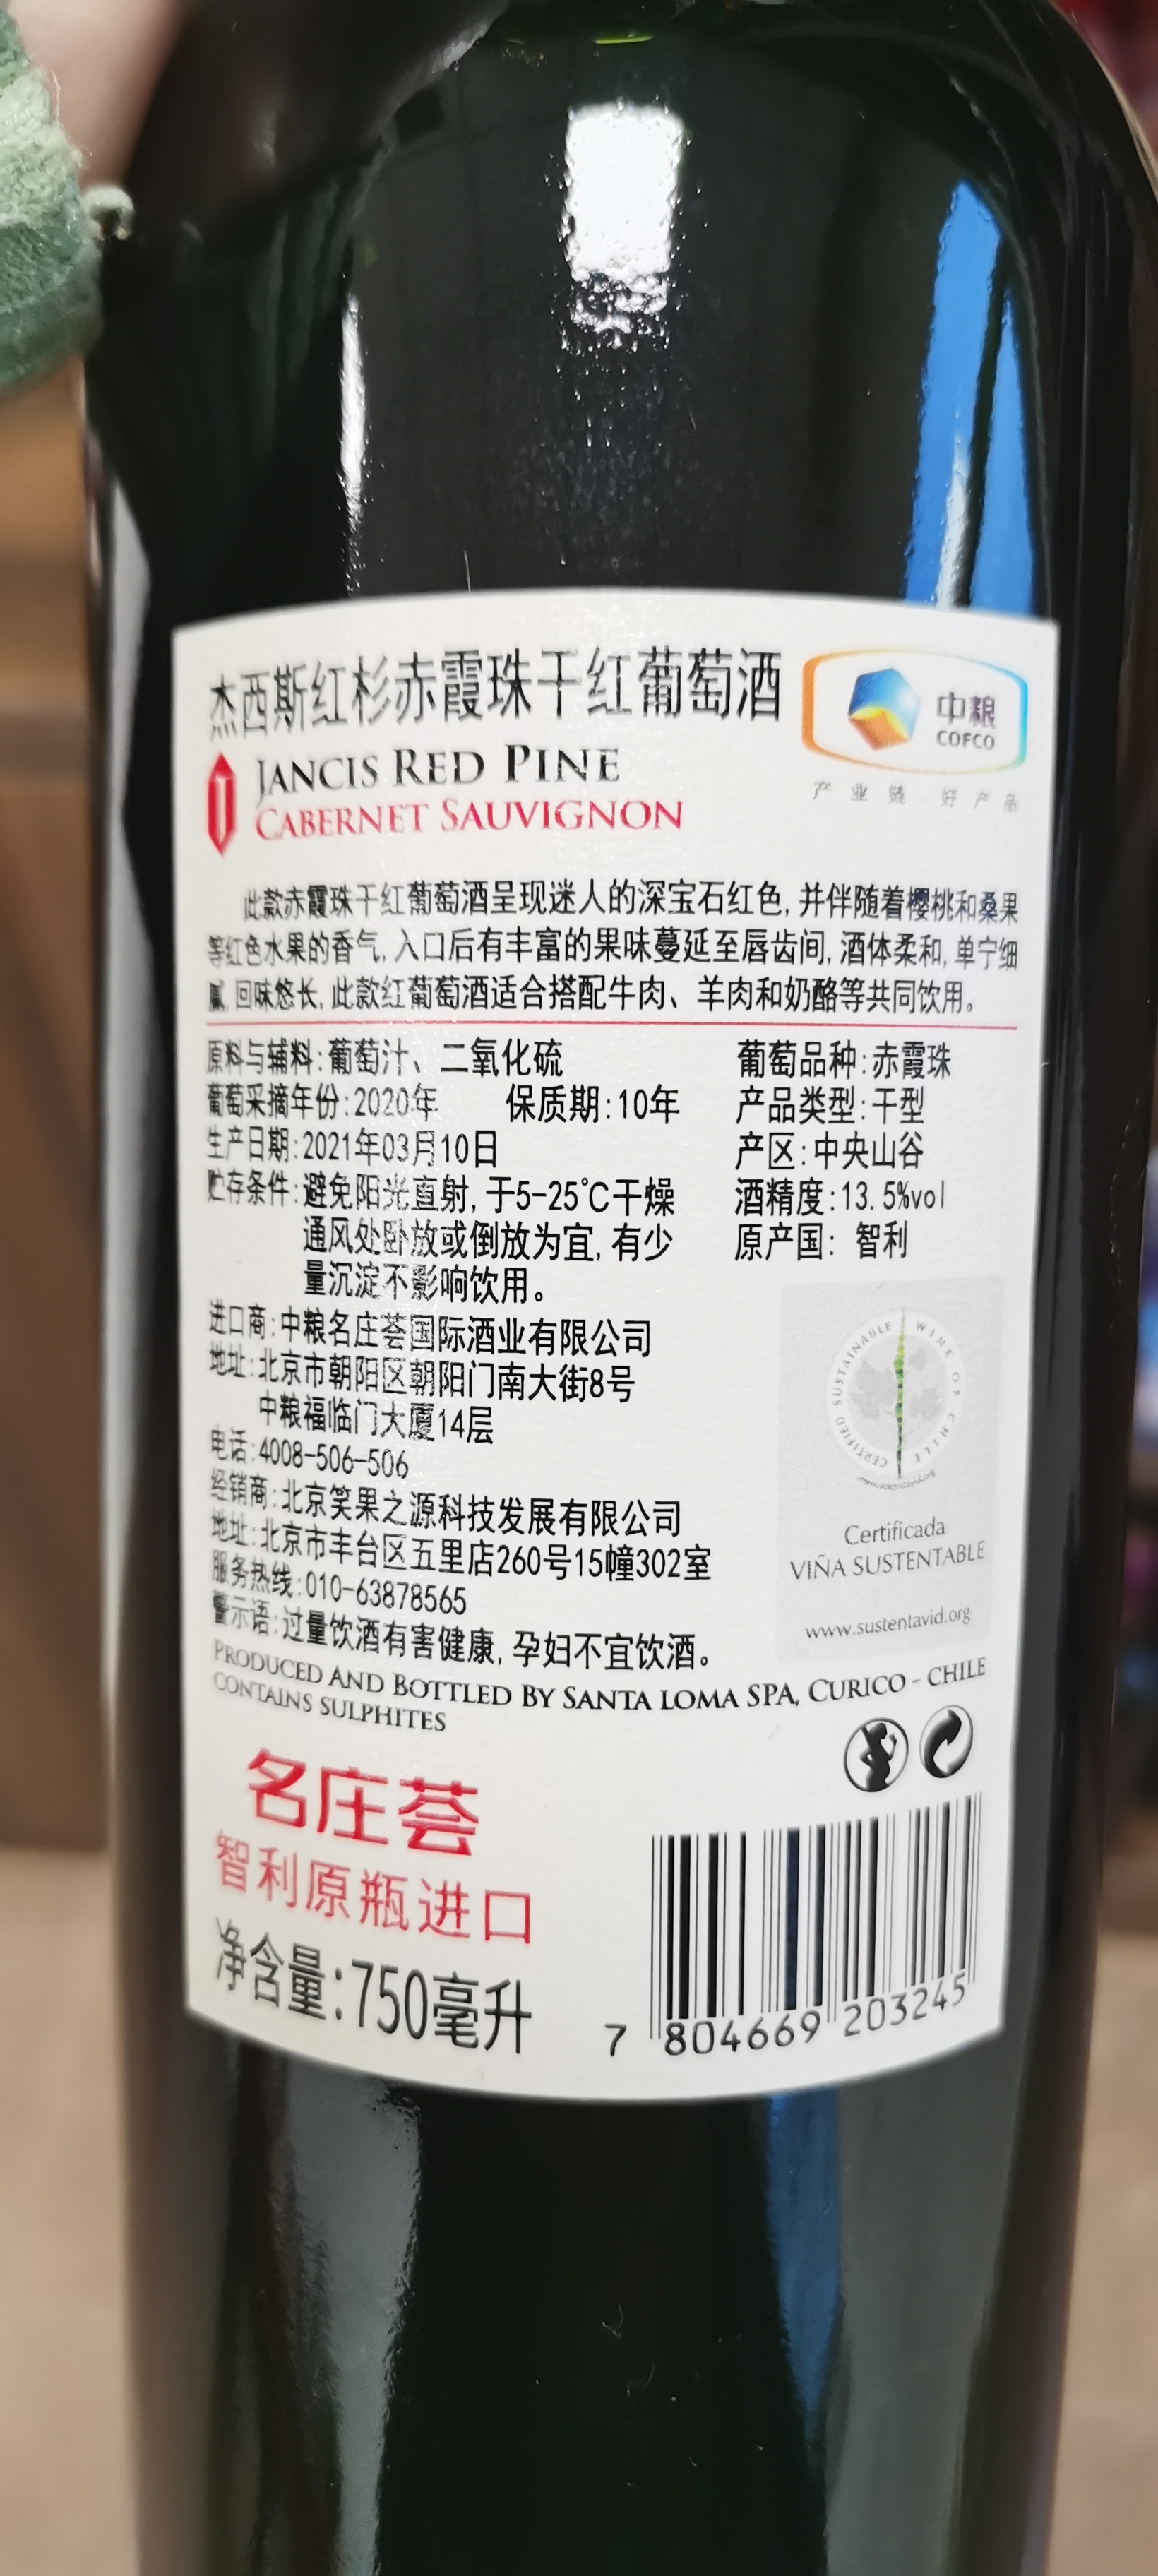 杰西斯红杉赤霞珠干红葡萄酒
中粮
COFCO
产业链 好产品
JANCIS RED PINE
CABERNET SAUVIGNON
此款赤霞珠干红葡萄酒呈现迷人的深宝石红色,并伴随着樱桃和桑果
等红色水果的香气,入口后有丰富的果味蔓延至唇齿间,酒体柔和,单宁细
腻,回味悠长,此款红葡萄酒适合搭配牛肉、羊肉和奶酪等共同饮用。
原料与辅料:葡萄汁、二氧化硫
葡萄采摘年份:2020年 保质期:10年
生产日期:2021年03月10日
贮存条件:避免阳光直射,于5-25℃干燥
通风处卧放或倒放为宜,有少
量沉淀不影响饮用。
葡萄品种:赤霞珠
产品类型:干型
产区:中央山谷
酒精度:13.5%vol
原产国: 智利
进口商:中粮名庄荟国际酒业有限公司
地址:北京市朝阳区朝阳门南大街8号
中粮福临门大厦14层
电话:4008-506-506
经销商:北京笑果之源科技发展有限公司
地址:北京市丰台区五里店260号15幢302室
服务热线:010-63878565
警示语:过量饮酒有害健康,孕妇不宜饮酒。
CERTIFIED SUSTAINABLE WINE OF CHILE
Certificada
VIÑA SUSTENTABLE
www.sustentavid.org
PRODUCED AND BOTTLED BY SANTA LOMA SPA, CURICO - CHILE
CONTAINS SULPHITES
名庄荟
智利原瓶进口
净含量:750毫升
7 804669 203245